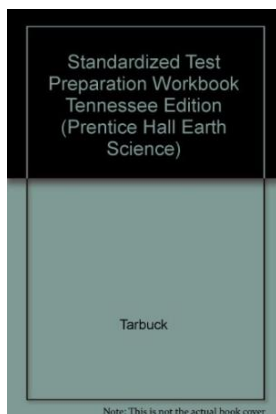 Standardized Test
Preparation Workbook
Tennessee Edition
(Prentice Hall Earth
Science)
Tarbuck
Note: This is not the actual book cover